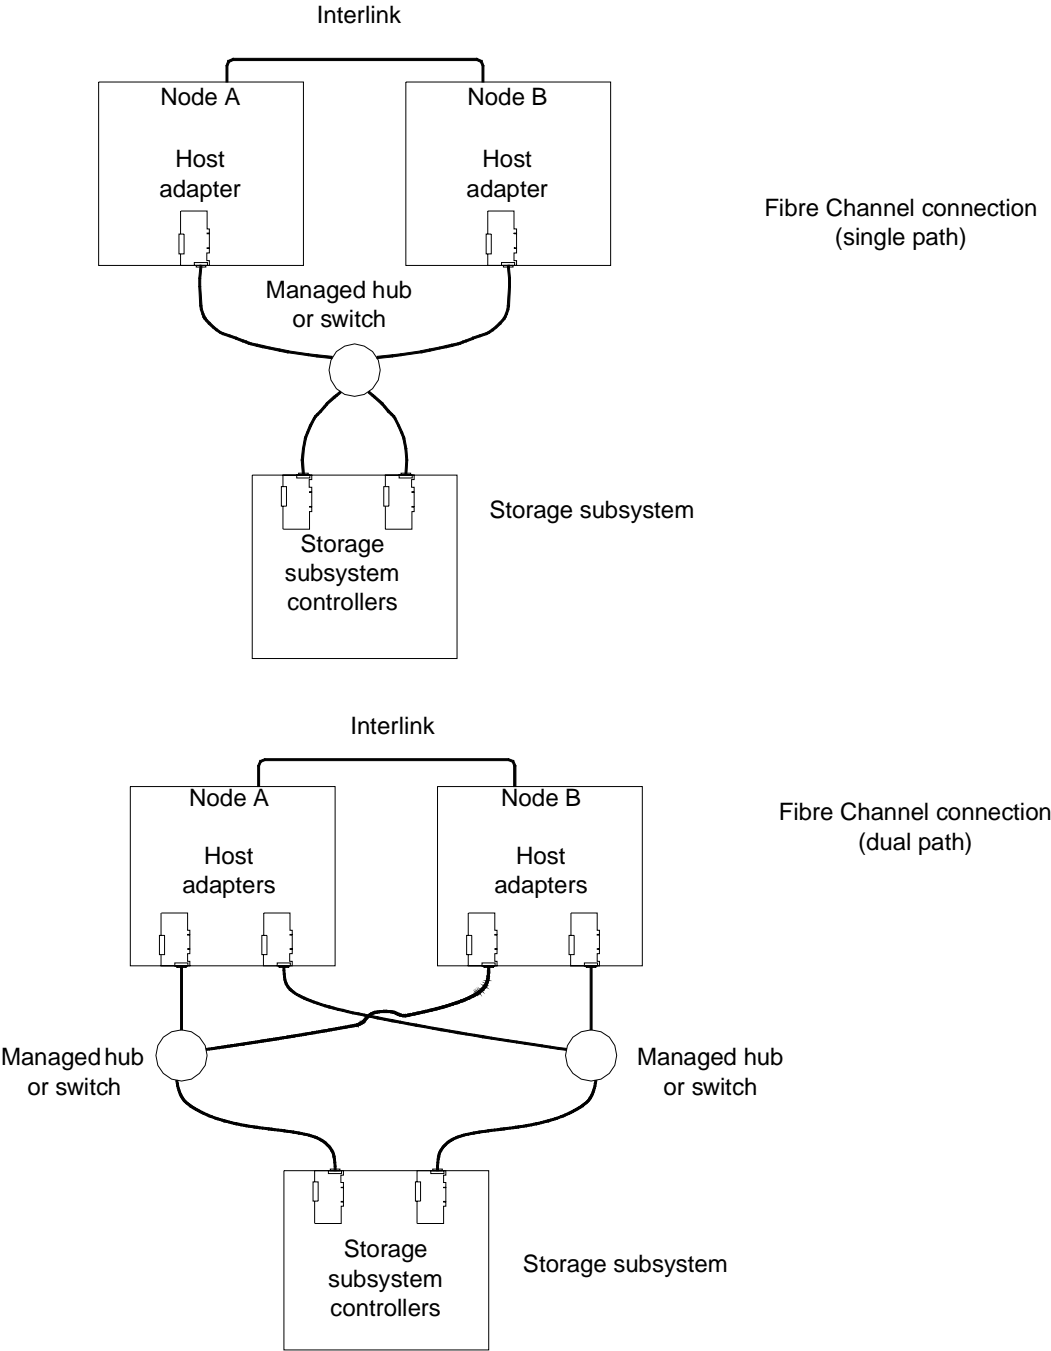 Interlink
Node A
Node B
Host
adapter
Host
adapter
Fibre Channel connection
(single path)
Managed hub
or switch
Storage subsystem
Storage
subsystem
controllers
Interlink
Node A
Node B
Fibre Channel connection
(dual path)
Host
adapters
Host
adapters
Managed hub
or switch
Managed hub
or switch
Storage
subsystem
controllers
Storage subsystem